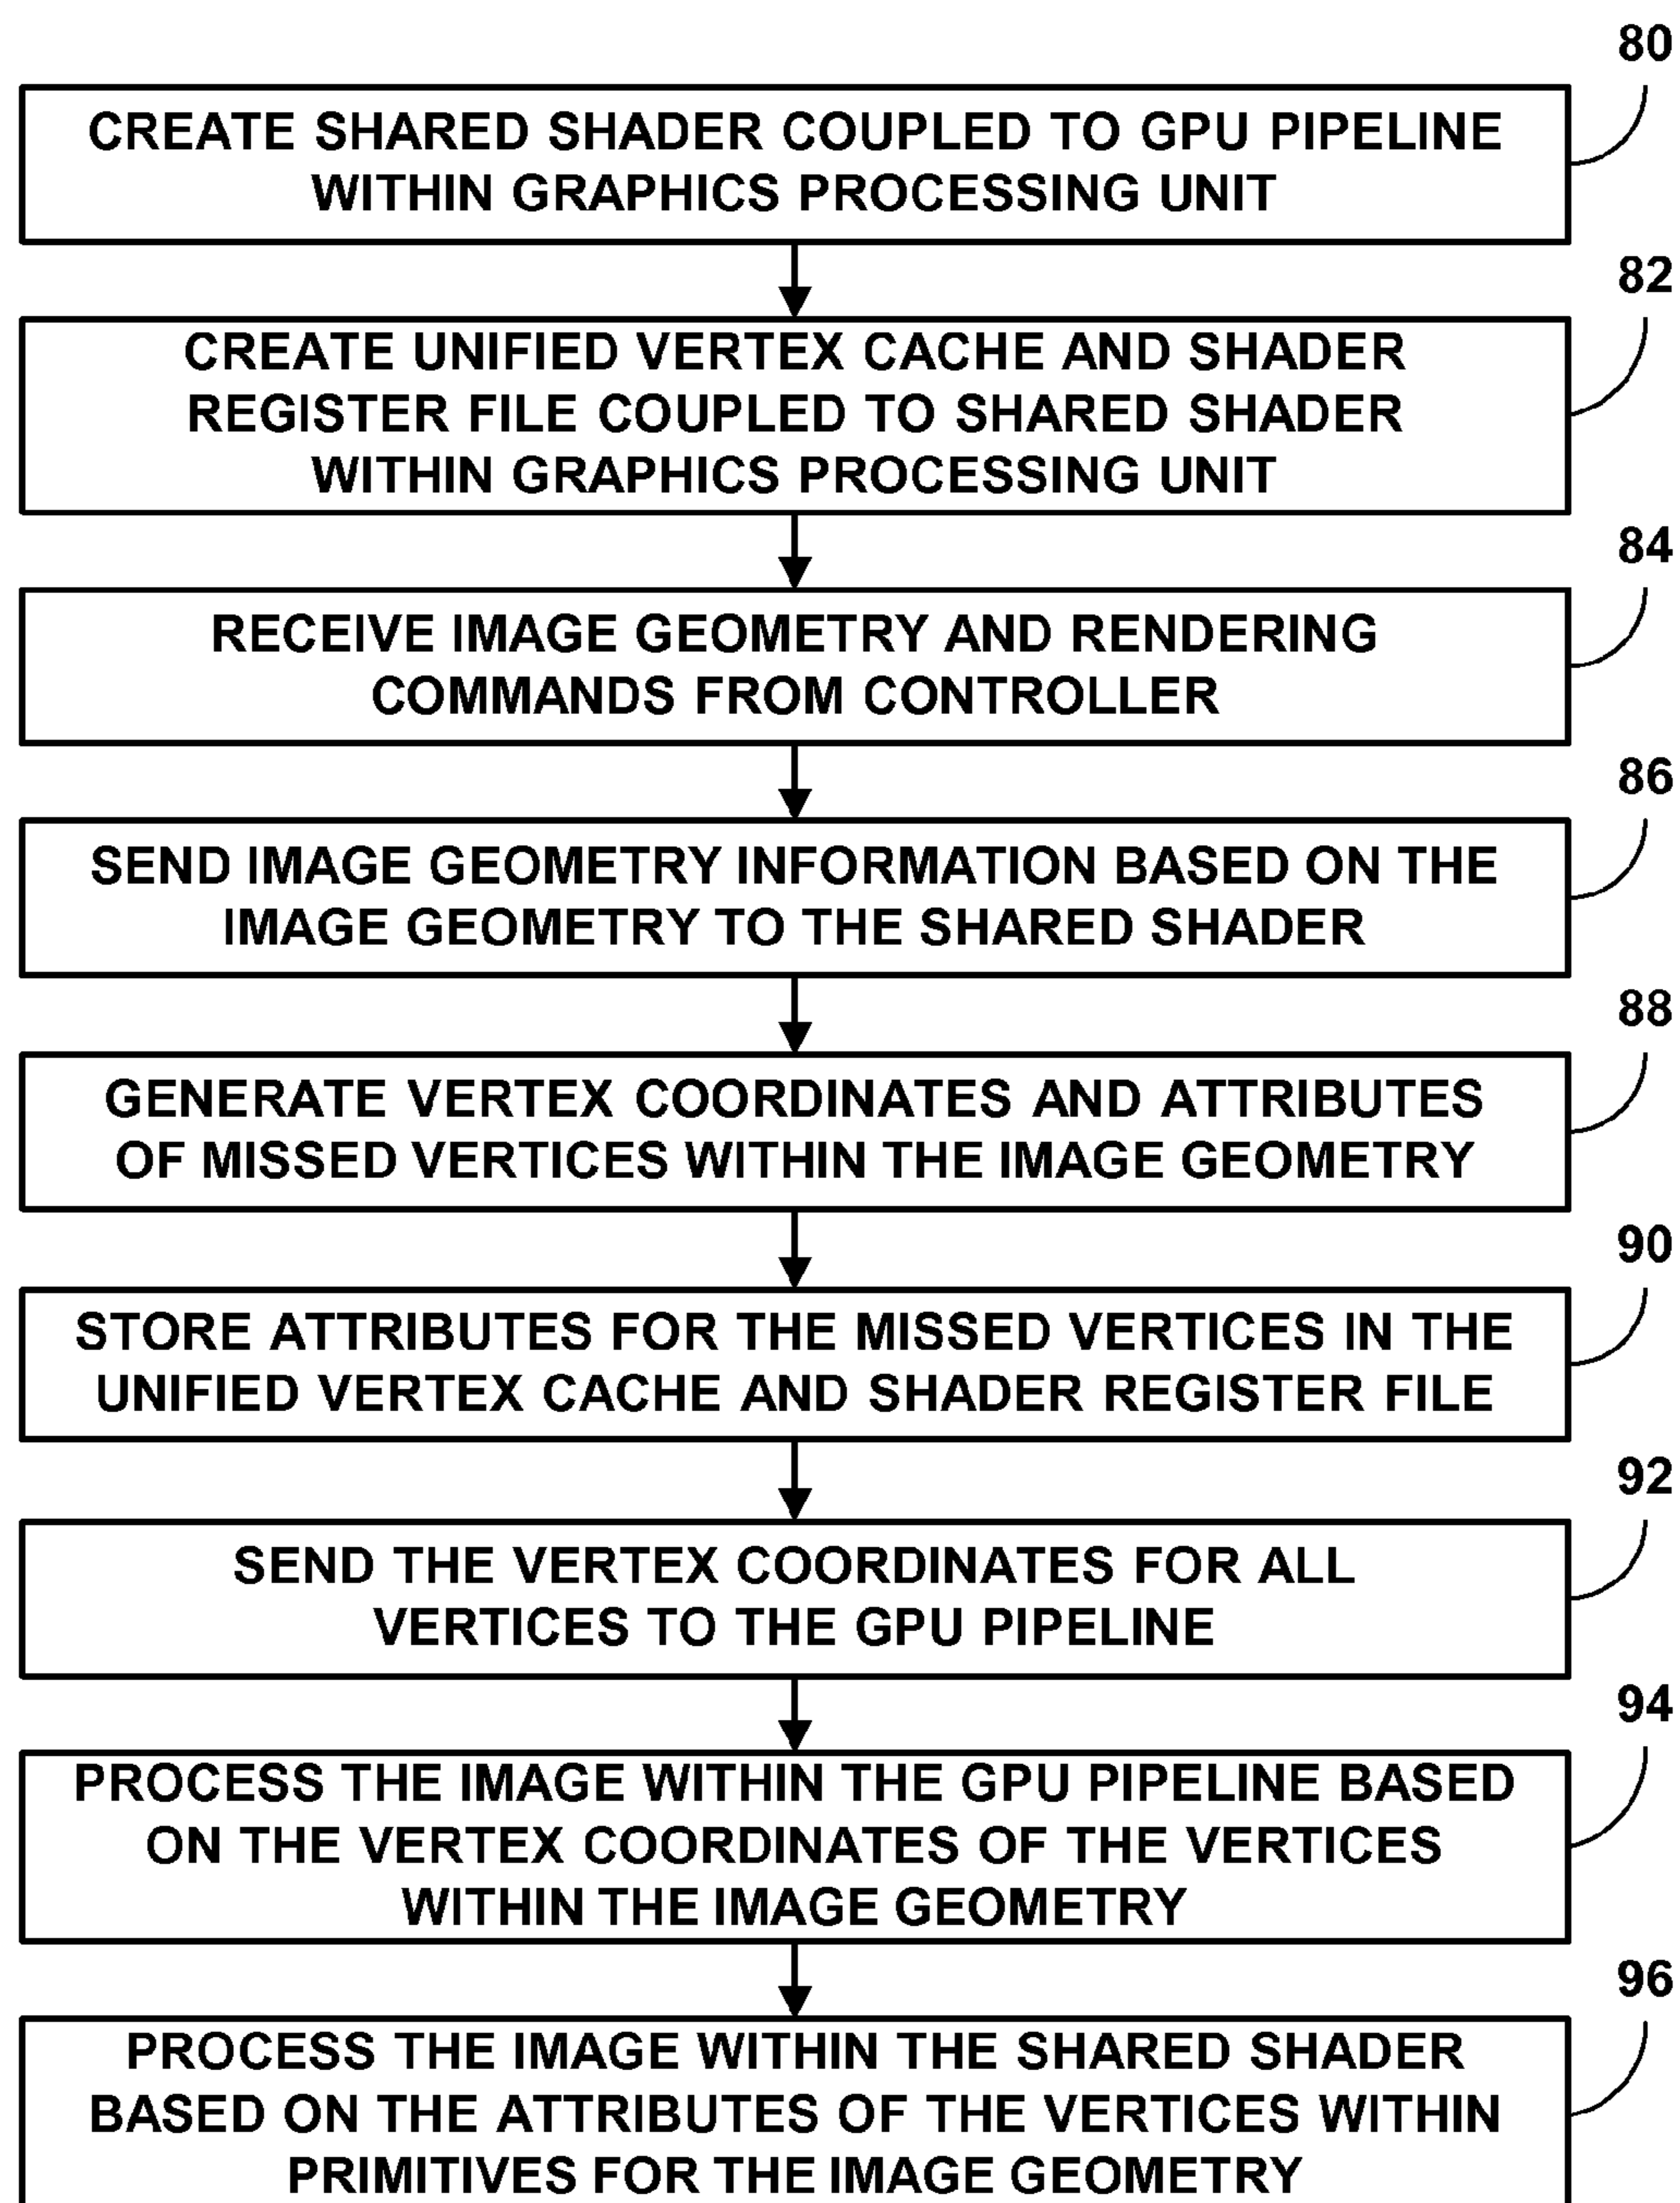 80
CREATE SHARED SHADER COUPLED TO GPU PIPELINE
WITHIN GRAPHICS PROCESSING UNIT
82
CREATE UNIFIED VERTEX CACHE AND SHADER
REGISTER FILE COUPLED TO SHARED SHADER
WITHIN GRAPHICS PROCESSING UNIT
84
RECEIVE IMAGE GEOMETRY AND RENDERING
COMMANDS FROM CONTROLLER
86
SEND IMAGE GEOMETRY INFORMATION BASED ON THE
IMAGE GEOMETRY TO THE SHARED SHADER
88
GENERATE VERTEX COORDINATES AND ATTRIBUTES
OF MISSED VERTICES WITHIN THE IMAGE GEOMETRY
90
STORE ATTRIBUTES FOR THE MISSED VERTICES IN THE
UNIFIED VERTEX CACHE AND SHADER REGISTER FILE
92
SEND THE VERTEX COORDINATES FOR ALL
VERTICES TO THE GPU PIPELINE
94
PROCESS THE IMAGE WITHIN THE GPU PIPELINE BASED
ON THE VERTEX COORDINATES OF THE VERTICES
WITHIN THE IMAGE GEOMETRY
96
PROCESS THE IMAGE WITHIN THE SHARED SHADER
BASED ON THE ATTRIBUTES OF THE VERTICES WITHIN
PRIMITIVES FOR THE IMAGE GEOMETRY